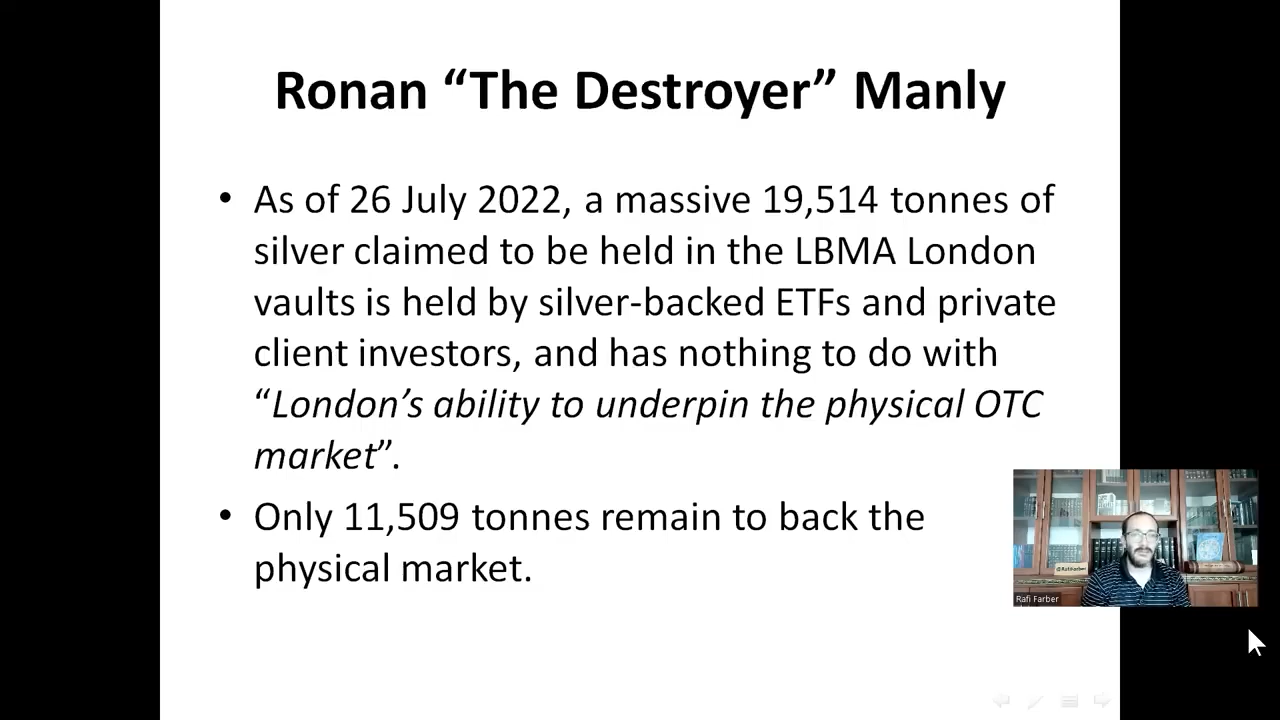 Ronan “The Destroyer” Manly
• As of 26 July 2022, a massive 19,514 tonnes of
silver claimed to be held in the LBMA London
vaults is held by silver-backed ETFs and private
client investors, and has nothing to do with
“London’s ability to underpin the physical OTC
market”.
• Only 11,509 tonnes remain to back the
physical market.
Rafi Farber